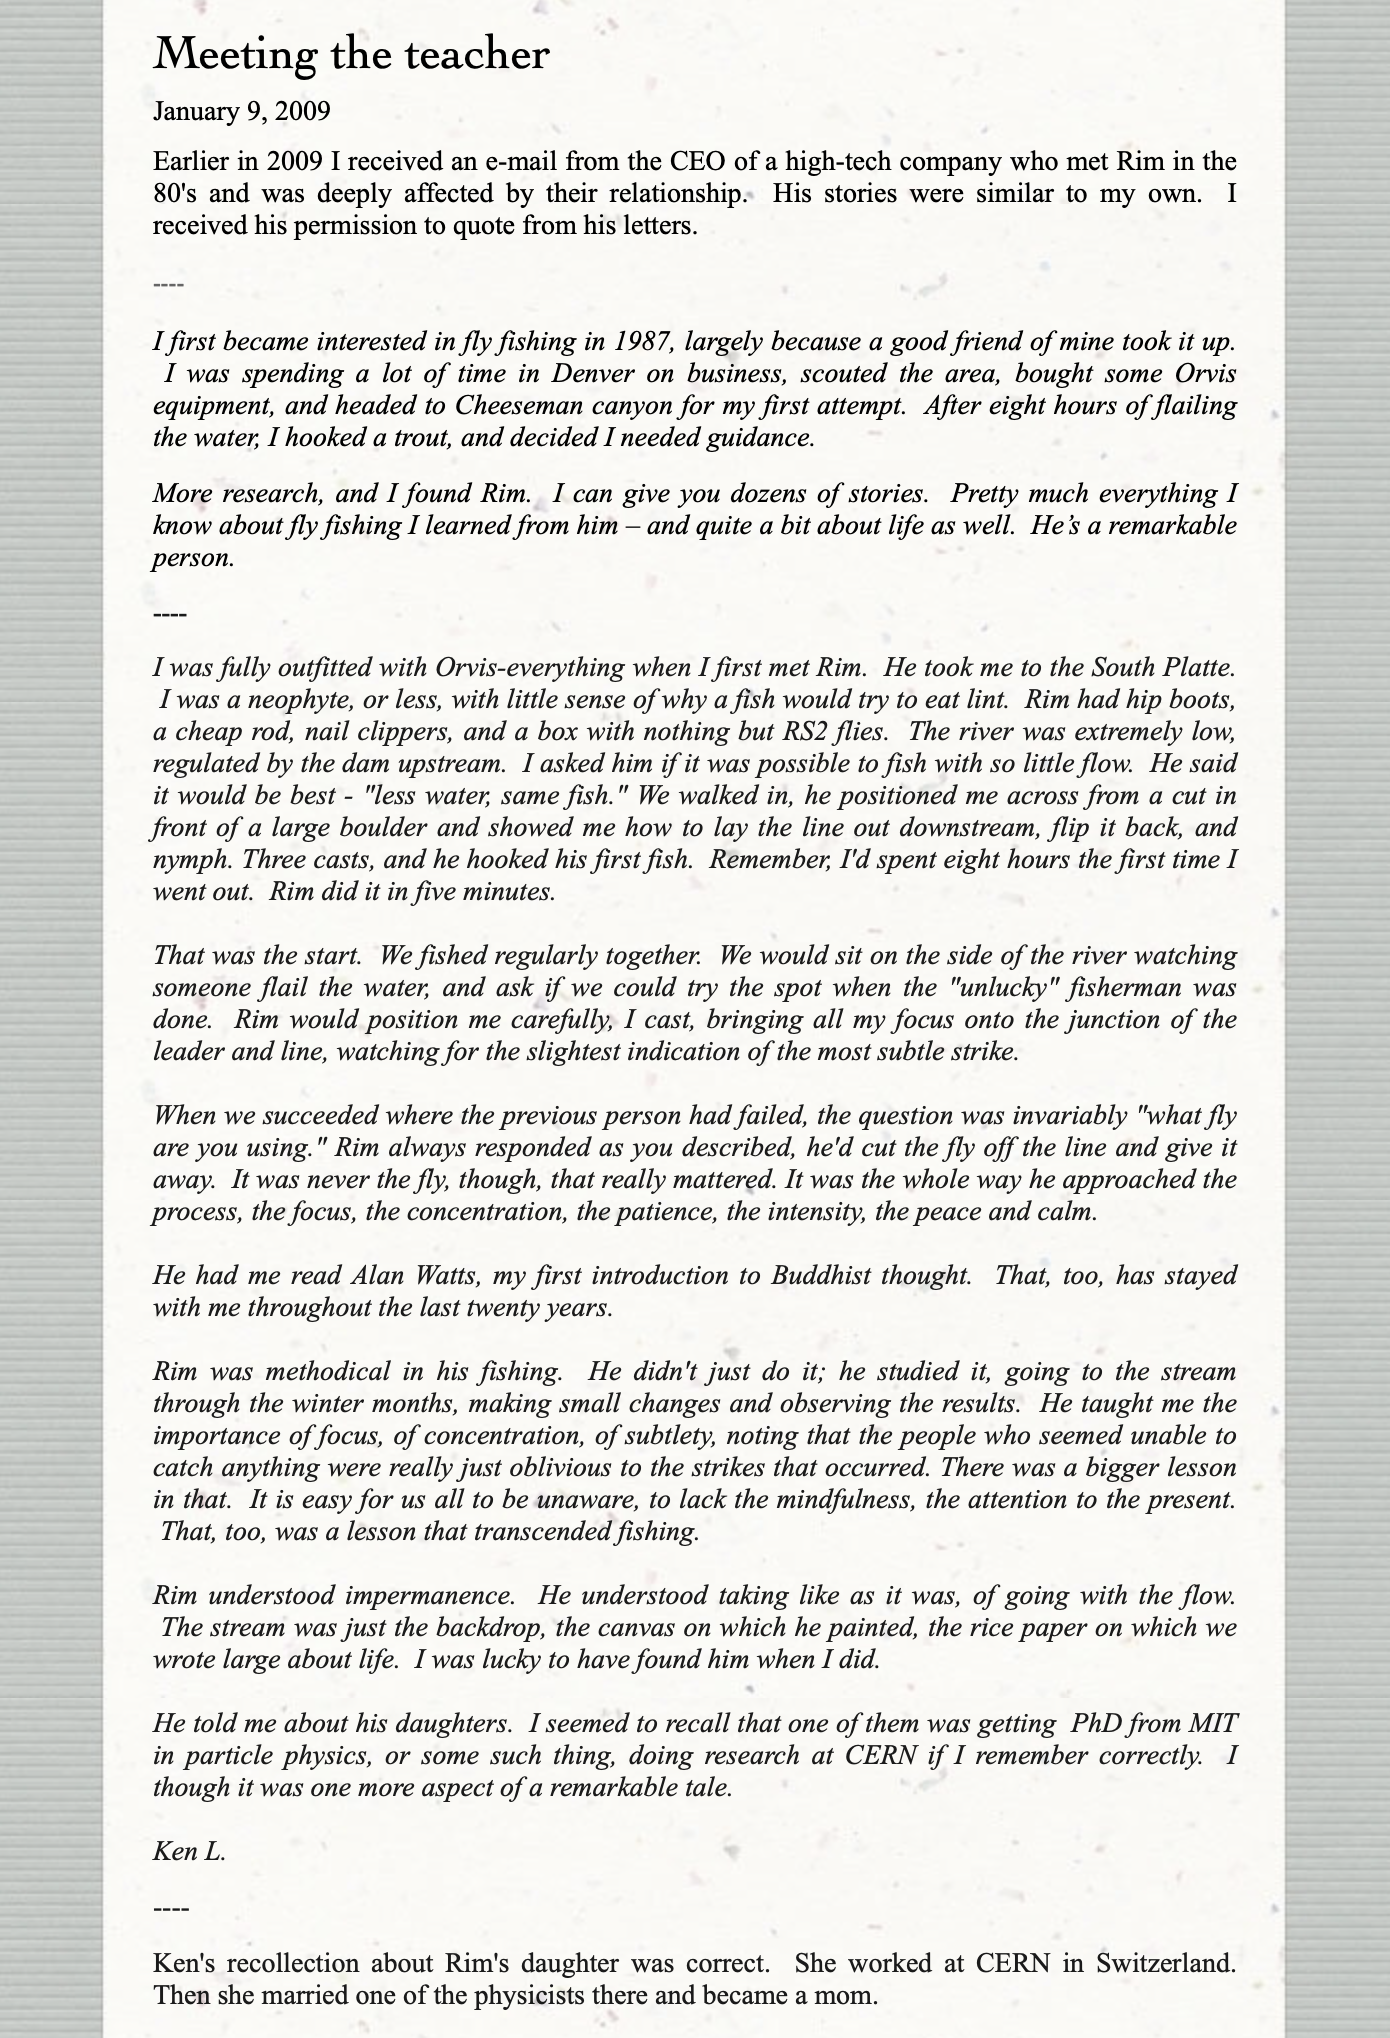 Meeting the teacher
January 9, 2009
Earlier in 2009 I received an e-mail from the CEO of a high-tech company who met Rim in the
80's and was deeply affected by their relationship.  His stories were similar to my own.  I
received his permission to quote from his letters.
----
I first became interested in fly fishing in 1987, largely because a good friend of mine took it up.
I was spending a lot of time in Denver on business, scouted the area, bought some Orvis
equipment, and headed to Cheeseman canyon for my first attempt.  After eight hours of flailing
the water, I hooked a trout, and decided I needed guidance.
More research, and I found Rim.  I can give you dozens of stories.  Pretty much everything I
know about fly fishing I learned from him – and quite a bit about life as well.  He’s a remarkable
person.
----
I was fully outfitted with Orvis-everything when I first met Rim.  He took me to the South Platte.
I was a neophyte, or less, with little sense of why a fish would try to eat lint.  Rim had hip boots,
a cheap rod, nail clippers, and a box with nothing but RS2 flies.  The river was extremely low,
regulated by the dam upstream.  I asked him if it was possible to fish with so little flow.  He said
it would be best - "less water, same fish." We walked in, he positioned me across from a cut in
front of a large boulder and showed me how to lay the line out downstream, flip it back, and
nymph. Three casts, and he hooked his first fish.  Remember, I'd spent eight hours the first time I
went out.  Rim did it in five minutes.
That was the start.  We fished regularly together.  We would sit on the side of the river watching
someone flail the water, and ask if we could try the spot when the "unlucky" fisherman was
done.  Rim would position me carefully, I cast, bringing all my focus onto the junction of the
leader and line, watching for the slightest indication of the most subtle strike.
When we succeeded where the previous person had failed, the question was invariably "what fly
are you using." Rim always responded as you described, he'd cut the fly off the line and give it
away.  It was never the fly, though, that really mattered. It was the whole way he approached the
process, the focus, the concentration, the patience, the intensity, the peace and calm.
He had me read Alan Watts, my first introduction to Buddhist thought.  That, too, has stayed
with me throughout the last twenty years.
Rim was methodical in his fishing.  He didn't just do it; he studied it, going to the stream
through the winter months, making small changes and observing the results.  He taught me the
importance of focus, of concentration, of subtlety, noting that the people who seemed unable to
catch anything were really just oblivious to the strikes that occurred. There was a bigger lesson
in that.  It is easy for us all to be unaware, to lack the mindfulness, the attention to the present.
That, too, was a lesson that transcended fishing.
Rim understood impermanence.  He understood taking like as it was, of going with the flow.
The stream was just the backdrop, the canvas on which he painted, the rice paper on which we
wrote large about life.  I was lucky to have found him when I did.
He told me about his daughters.  I seemed to recall that one of them was getting  PhD from MIT
in particle physics, or some such thing, doing research at CERN if I remember correctly.  I
though it was one more aspect of a remarkable tale.
Ken L.
----
Ken's recollection about Rim's daughter was correct.  She worked at CERN in Switzerland.
Then she married one of the physicists there and became a mom.